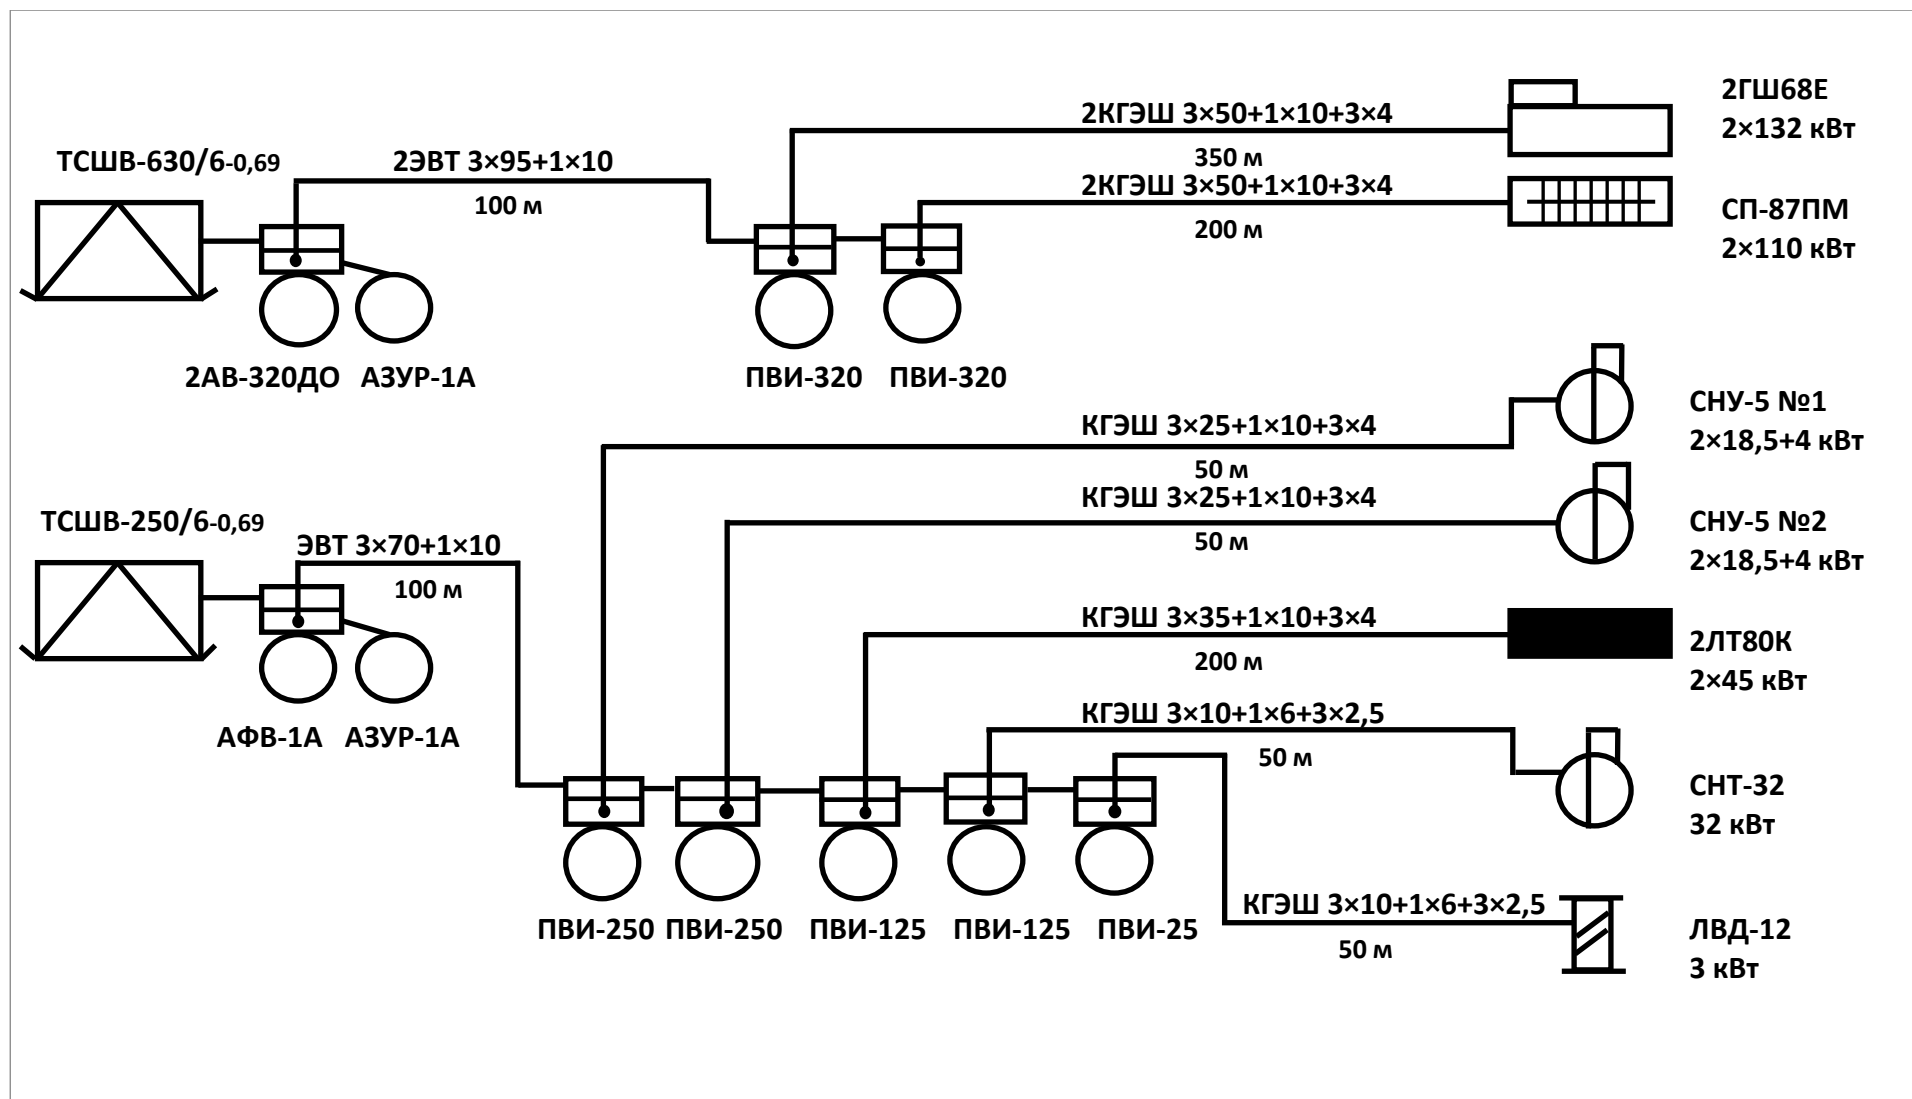 2ГШ68Е
2×132 кВт
2КГЭШ 3×50+1×10+3×4
350 м
ТСШВ-630/6-0,69
2ЭВТ 3×95+1×10
100 м
2КГЭШ 3×50+1×10+3×4
200 м
СП-87ПМ
2×110 кВт
2АВ-320ДО
АЗУР-1А
ПВИ-320
ПВИ-320
КГЭШ 3×25+1×10+3×4
50 м
СНУ-5 №1
2×18,5+4 кВт
КГЭШ 3×25+1×10+3×4
50 м
СНУ-5 №2
2×18,5+4 кВт
ТСШВ-250/6-0,69
ЭВТ 3×70+1×10
100 м
КГЭШ 3×35+1×10+3×4
200 м
2ЛТ80К
2×45 кВт
АФВ-1А
АЗУР-1А
КГЭШ 3×10+1×6+3×2,5
50 м
СНТ-32
32 кВт
ПВИ-250
ПВИ-250
ПВИ-125
ПВИ-125
ПВИ-25
КГЭШ 3×10+1×6+3×2,5
50 м
ЛВД-12
3 кВт